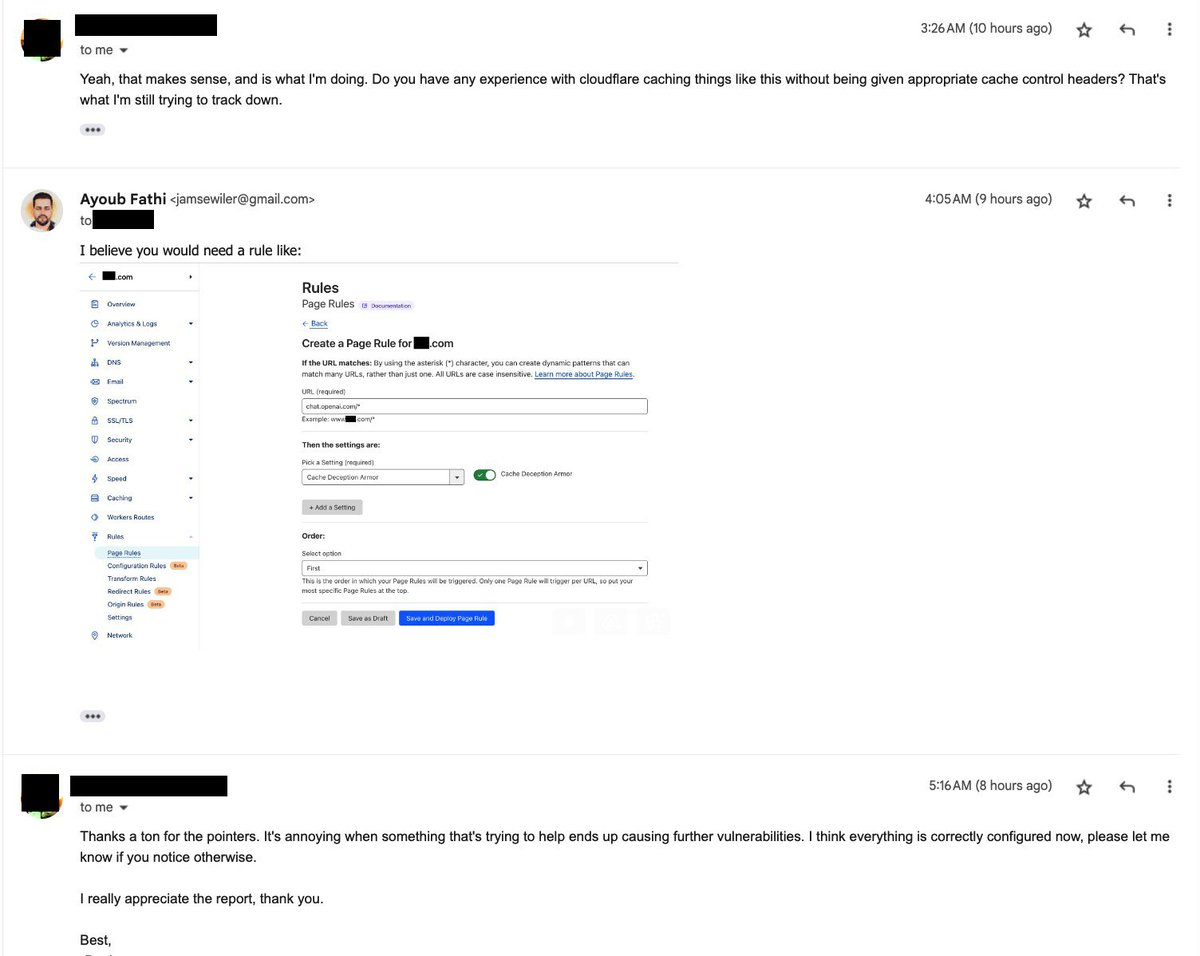 3:26 AM (10 hours ago)
to me
Yeah, that makes sense, and is what I'm doing. Do you have any experience with cloudflare caching things like this without being given appropriate cache control headers? That's
what I'm still trying to track down.
Ayoub Fathi <jamsewiler@gmail.com>
4:05 AM (9 hours ago)
to
I believe you would need a rule like:
.com
Overview
Analytics & Logs
Version Management
DNS
Email
Spectrum
SSL/TLS
Security
Access
Speed
Caching
Workers Routes
Rules
Page Rules
Configuration Rules Beta
Transform Rules
Redirect Rules Beta
Origin Rules Beta
Settings
Network
Rules
Page Rules Documentation
← Back
Create a Page Rule for .com
If the URL matches: By using the asterisk (*) character, you can create dynamic patterns that can
match many URLs, rather than just one. All URLs are case insensitive. Learn more about Page Rules.
URL (required)
chat.openai.com/*
Example: www. .com/*
Then the settings are:
Pick a Setting (required)
Cache Deception Armor
Cache Deception Armor
+ Add a Setting
Order:
Select option
First
This is the order in which your Page Rules will be triggered. Only one Page Rule will trigger per URL, so put your
most specific Page Rules at the top.
Cancel
Save as Draft
Save and Deploy Page Rule
5:16 AM (8 hours ago)
to me
Thanks a ton for the pointers. It's annoying when something that's trying to help ends up causing further vulnerabilities. I think everything is correctly configured now, please let me
know if you notice otherwise.
I really appreciate the report, thank you.
Best,